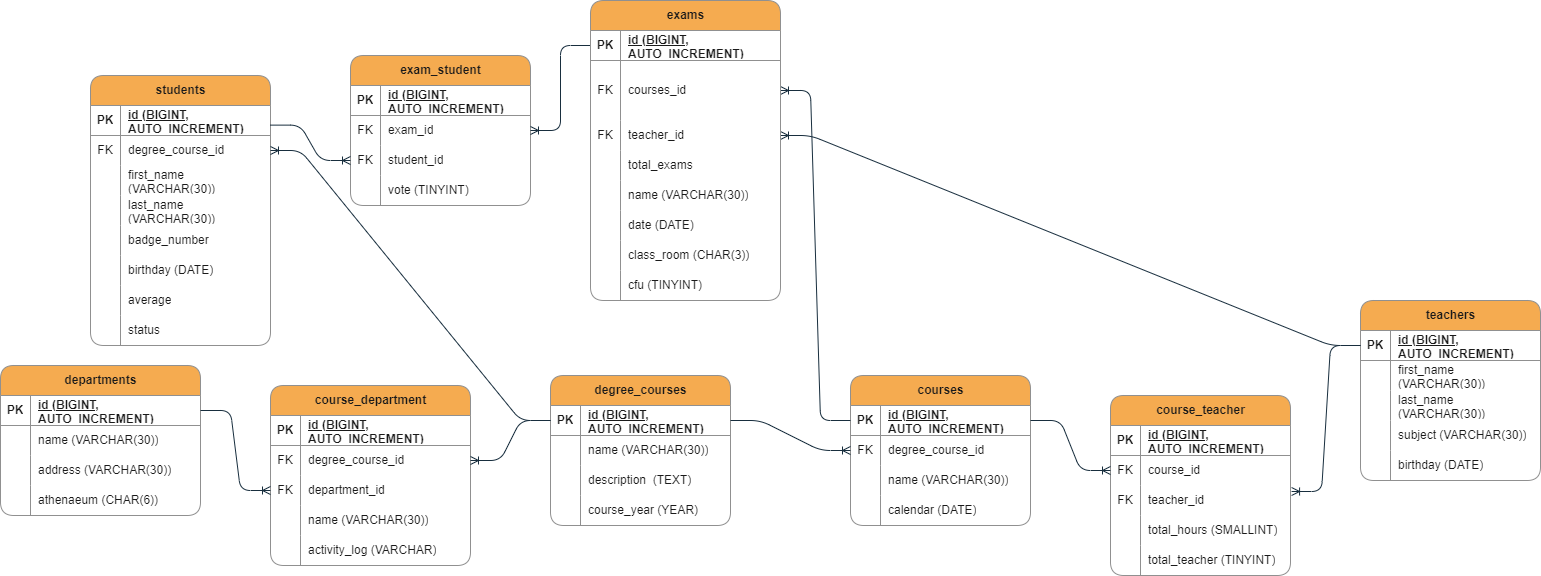 exams
PK id (BIGINT,
AUTO_INCREMENT)
FK courses_id
FK teacher_id
total_exams
name (VARCHAR(30))
date (DATE)
class_room (CHAR(3))
cfu (TINYINT)
exam_student
PK id (BIGINT,
AUTO_INCREMENT)
FK exam_id
FK student_id
vote (TINYINT)
students
PK id (BIGINT,
AUTO_INCREMENT)
FK degree_course_id
first_name
(VARCHAR(30))
last_name
(VARCHAR(30))
badge_number
birthday (DATE)
average
status
teachers
PK id (BIGINT,
AUTO_INCREMENT)
first_name
(VARCHAR(30))
last_name
(VARCHAR(30))
subject (VARCHAR(30))
birthday (DATE)
departments
PK id (BIGINT,
AUTO_INCREMENT)
name (VARCHAR(30))
address (VARCHAR(30))
athenaeum (CHAR(6))
course_department
PK id (BIGINT,
AUTO_INCREMENT)
FK degree_course_id
FK department_id
name (VARCHAR(30))
activity_log (VARCHAR)
degree_courses
PK id (BIGINT,
AUTO_INCREMENT)
name (VARCHAR(30))
description (TEXT)
course_year (YEAR)
courses
PK id (BIGINT,
AUTO_INCREMENT)
FK degree_course_id
name (VARCHAR(30))
calendar (DATE)
course_teacher
PK id (BIGINT,
AUTO_INCREMENT)
FK course_id
FK teacher_id
total_hours (SMALLINT)
total_teacher (TINYINT)